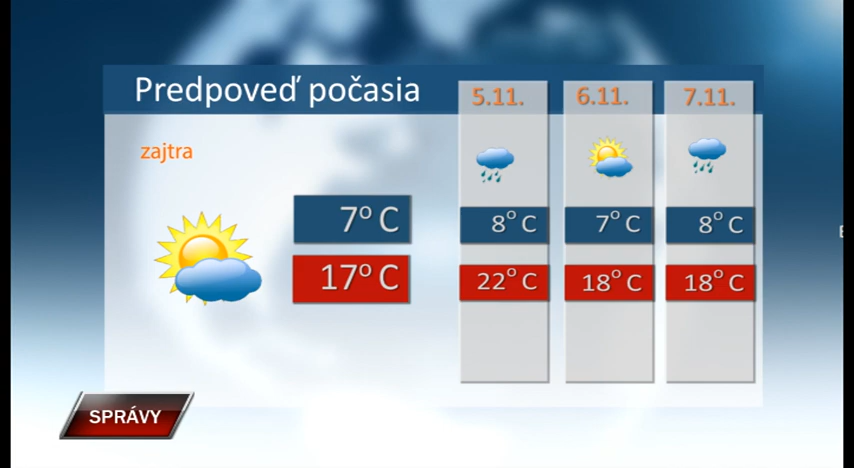 Predpoveď počasia
zajtra
7° C
17° C
5.11. 6.11. 7.11.
8° C 7° C 8° C
22° C 18° C 18° C
SPRÁVY